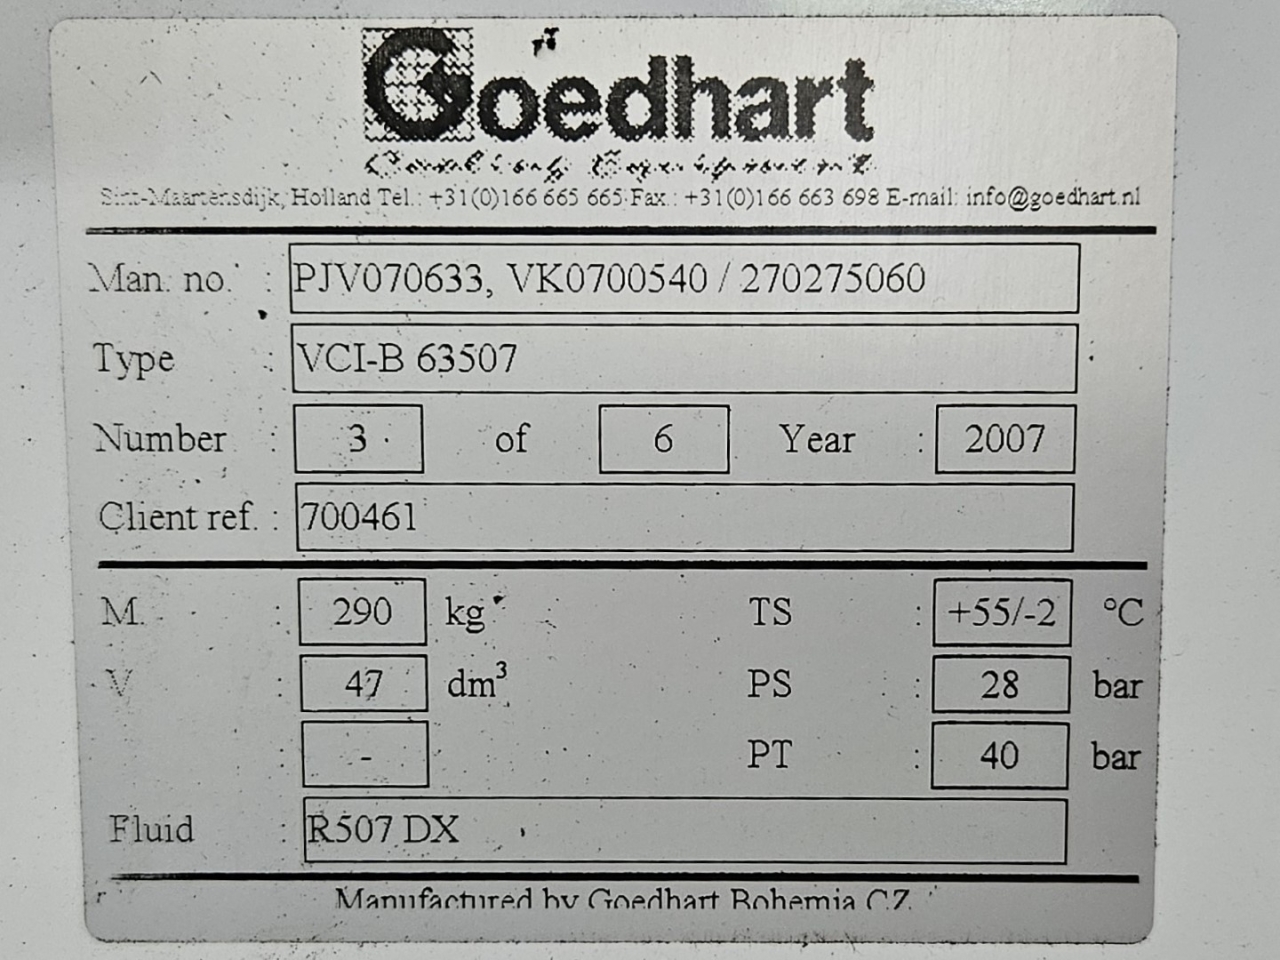 Goedhart
Cooling Equipment
Sint-Maartensdijk, Holland Tel.: +31(0)166 665 665 Fax.: +31(0)166 663 698 E-mail: info@goedhart.nl
Man. no. : PJV070633, VK0700540 / 270275060
Type : VCI-B 63507
Number : 3 of 6 Year : 2007
Client ref. : 700461
M. : 290 kg TS : +55/-2 °C
V : 47 dm³ PS : 28 bar
: - PT : 40 bar
Fluid : R507 DX
Manufactured by Goedhart Bohemia CZ.